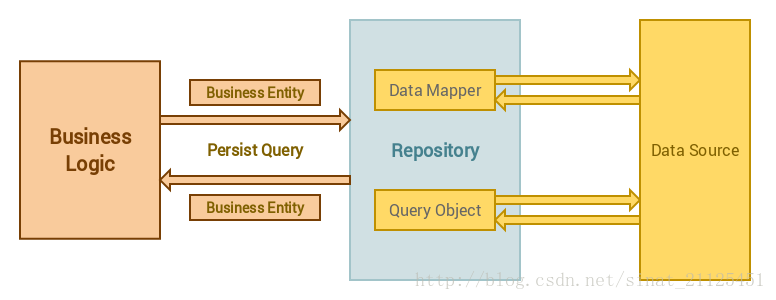 Business Entity
Data Mapper
Business
Logic
Persist Query
Repository
Data Source
Business Entity
Query Object
http://blog.csdn.net/sinat_21125451